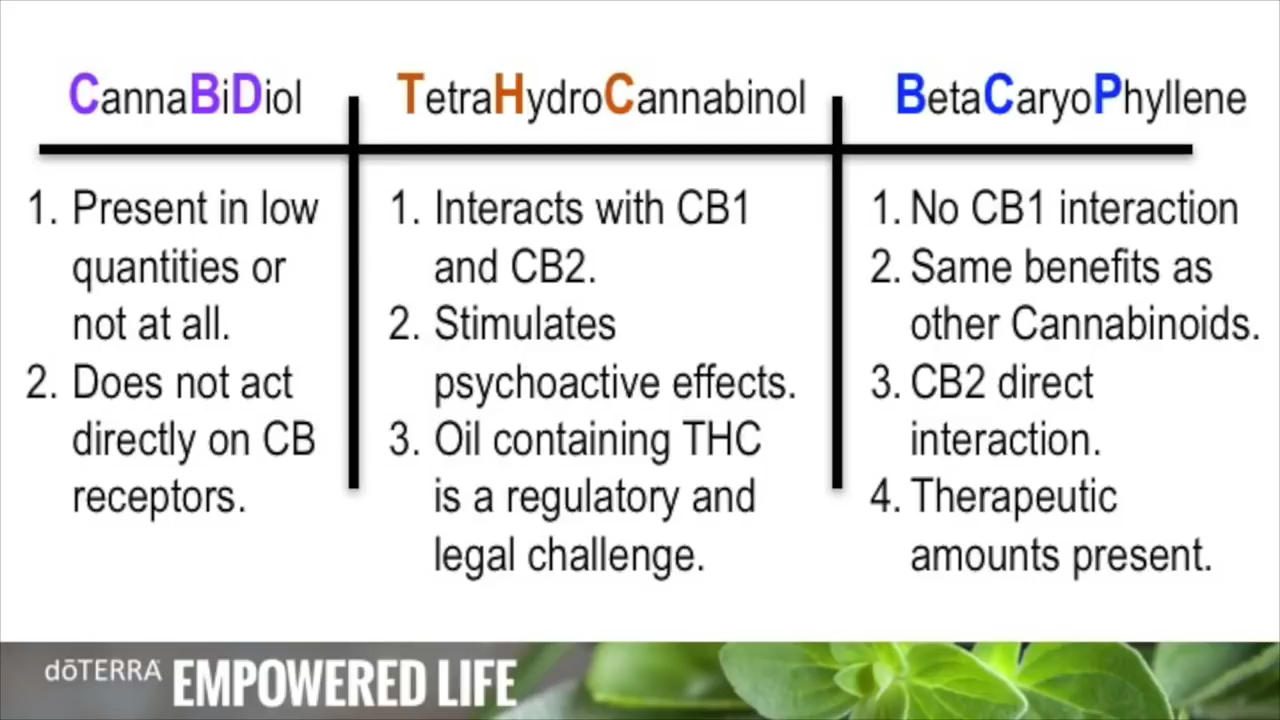 CannaBiDiol
1. Present in low
quantities or
not at all.
2. Does not act
directly on CB
receptors.
TetraHydroCannabinol
1. Interacts with CB1
and CB2.
2. Stimulates
psychoactive effects.
3. Oil containing THC
is a regulatory and
legal challenge.
BetaCaryoPhyllene
1. No CB1 interaction
2. Same benefits as
other Cannabinoids.
3. CB2 direct
interaction.
4. Therapeutic
amounts present.
dōTERRA EMPOWERED LIFE